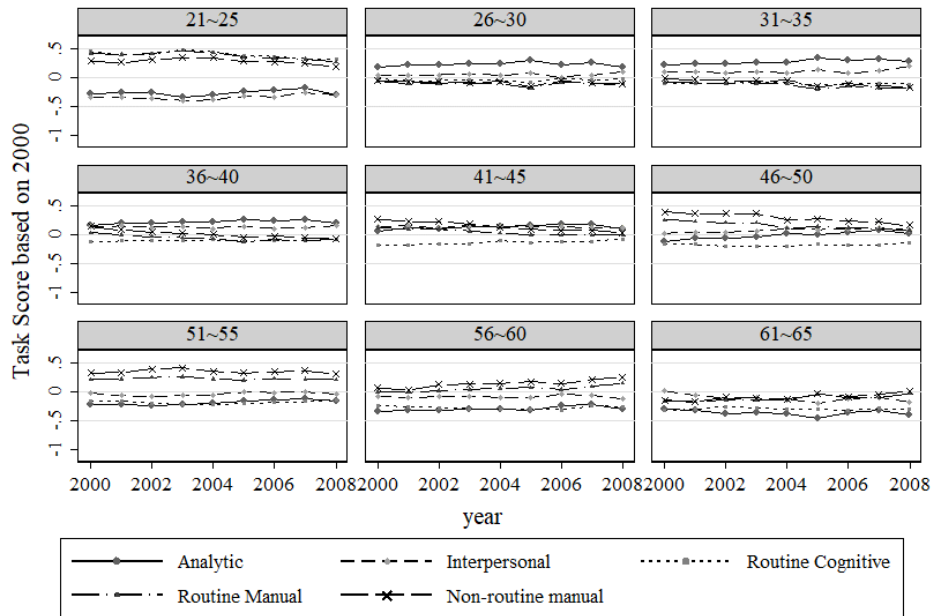 21~25 26~30 31~35
.5
0
-.5
-1
36~40 41~45 46~50
.5
0
-.5
-1
51~55 56~60 61~65
.5
0
-.5
-1
Task Score based on 2000
2000 2002 2004 2006 2008 2000 2002 2004 2006 2008 2000 2002 2004 2006 2008
year
Analytic Interpersonal Routine Cognitive
Routine Manual Non-routine manual